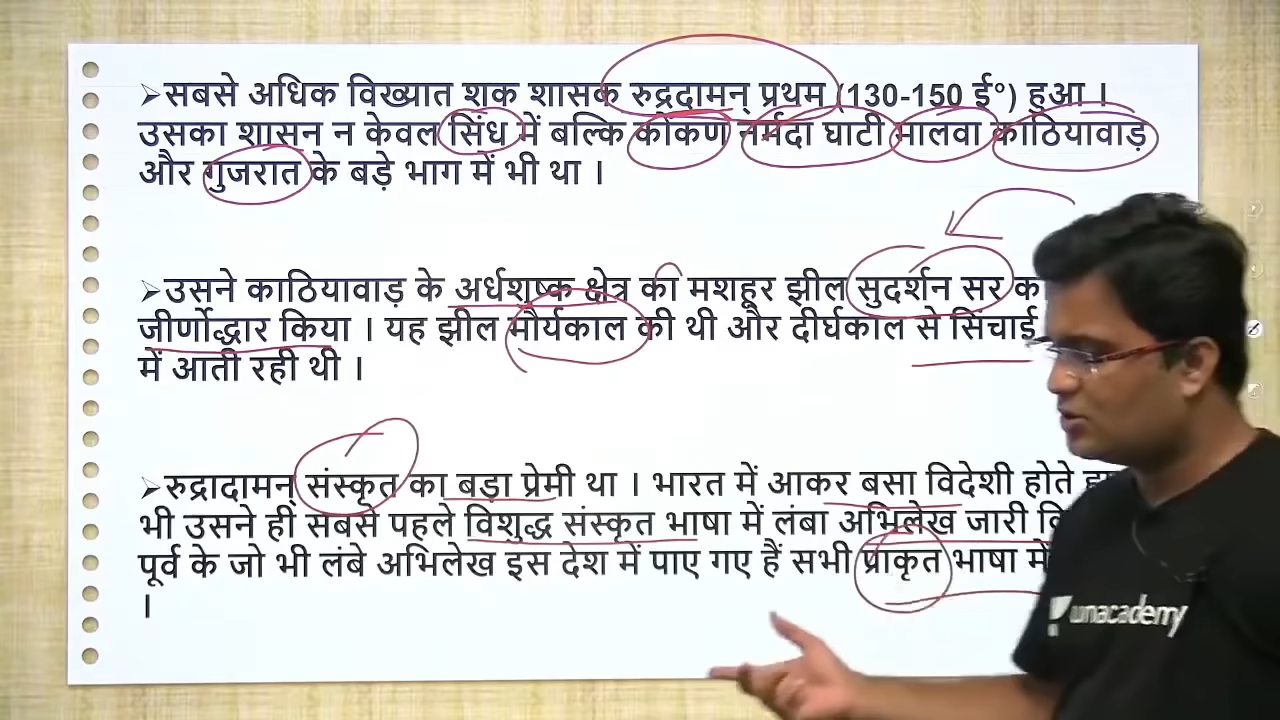 ➢सबसे अधिक विख्यात शक शासक रुद्रदामन् प्रथम (130-150 ई°) हुआ ।
उसका शासन न केवल सिंध में बल्कि कोंकण नर्मदा घाटी मालवा काठियावाड़
और गुजरात के बड़े भाग में भी था ।
➢उसने काठियावाड़ के अर्धशुष्क क्षेत्र की मशहूर झील सुदर्शन सर
जीर्णोद्धार किया । यह झील मौर्यकाल की थी और दीर्घकाल से सिंचाई
में आती रही थी ।
➢रुद्रादामन संस्कृत का बड़ा प्रेमी था । भारत में आकर बसा विदेशी होते
भी उसने ही सबसे पहले विशुद्ध संस्कृत भाषा में लंबा अभिलेख जारी
पूर्व के जो भी लंबे अभिलेख इस देश में पाए गए हैं सभी प्राकृत भाषा में
।
unacademy